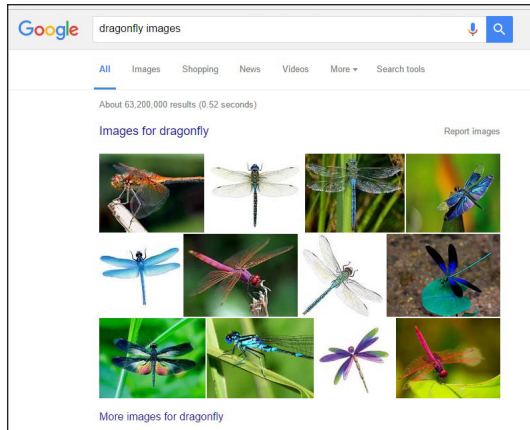 Google dragonfly images
All Images Shopping News Videos More Search tools
About 63,200,000 results (0.52 seconds)
Images for dragonfly Report images
More images for dragonfly